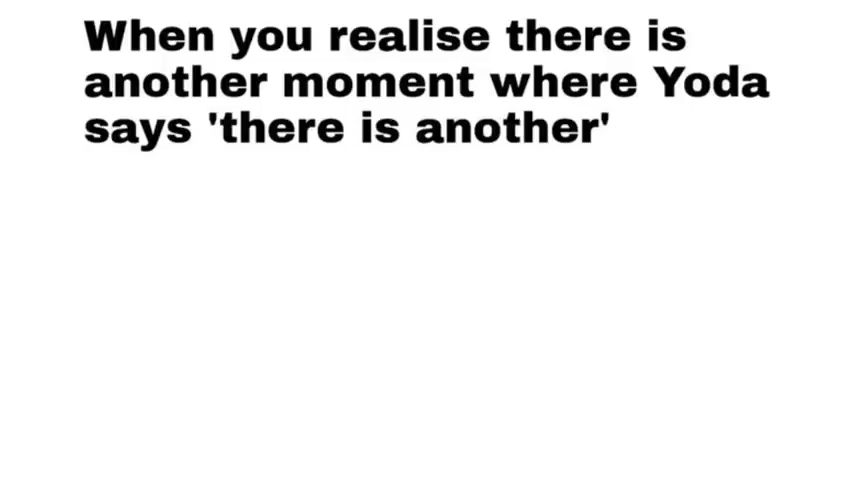 When you realise there is
another moment where Yoda
says 'there is another'